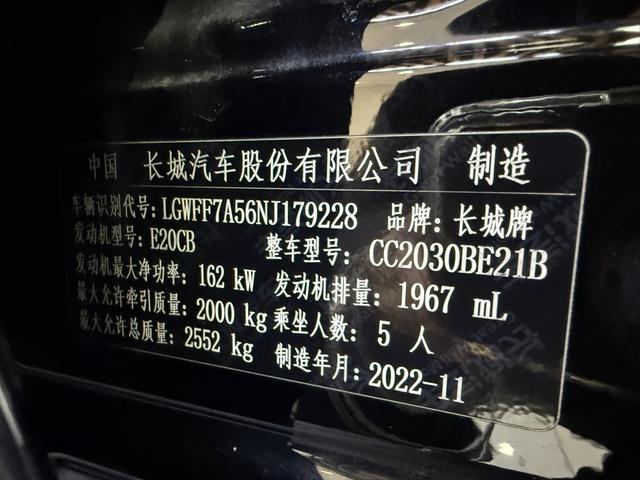 中国 长城汽车股份有限公司 制造
车辆识别代号: LGWFF7A56NJ179228 品牌: 长城牌
发动机型号: E20CB 整车型号: CC2030BE21B
发动机最大净功率: 162 kW 发动机排量: 1967 mL
最大允许牵引质量: 2000 kg 乘坐人数: 5 人
最大允许总质量: 2552 kg 制造年月: 2022-11